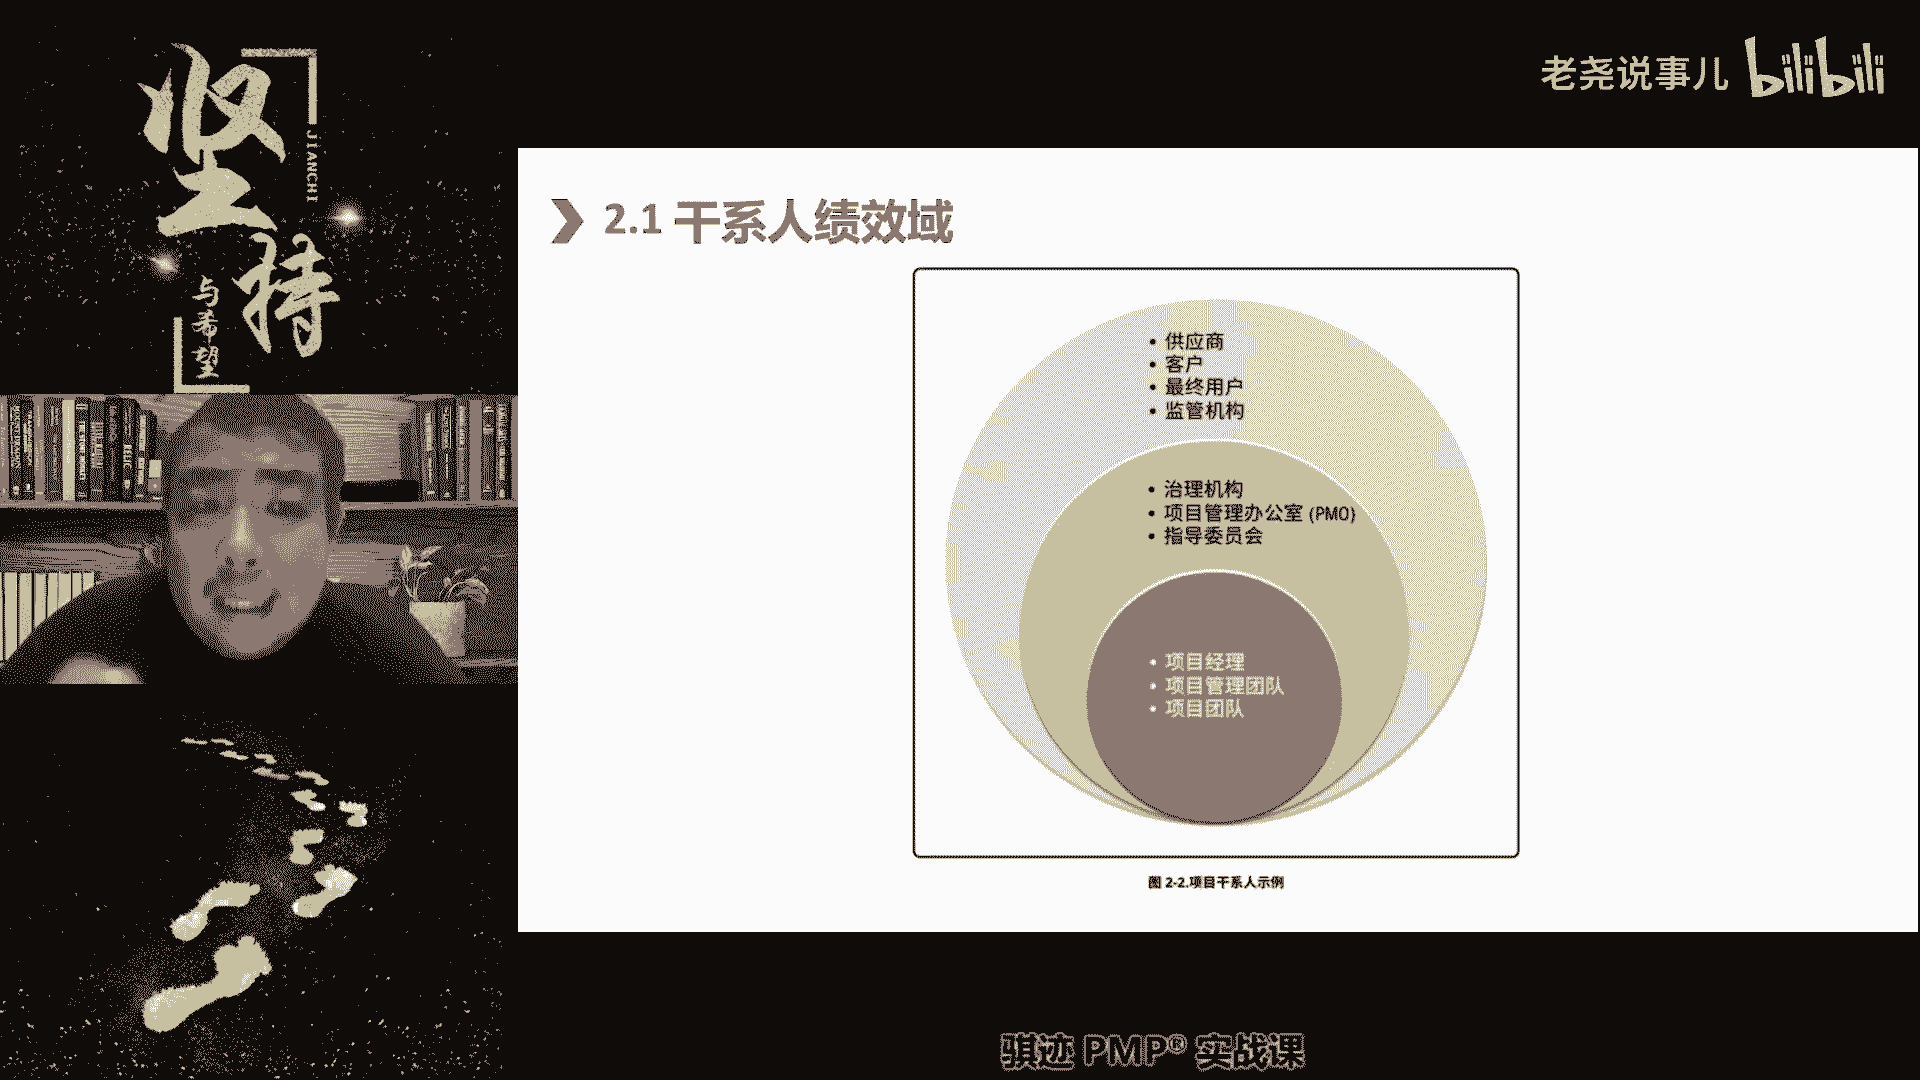 坚持
JIANCHI
与希望
老尧说事儿 bilibili
2.1 干系人绩效域
• 供应商
• 客户
• 最终用户
• 监管机构
• 治理机构
• 项目管理办公室 (PMO)
• 指导委员会
• 项目经理
• 项目管理团队
• 项目团队
图 2-2.项目干系人示例
骐迹 PMP® 实战课